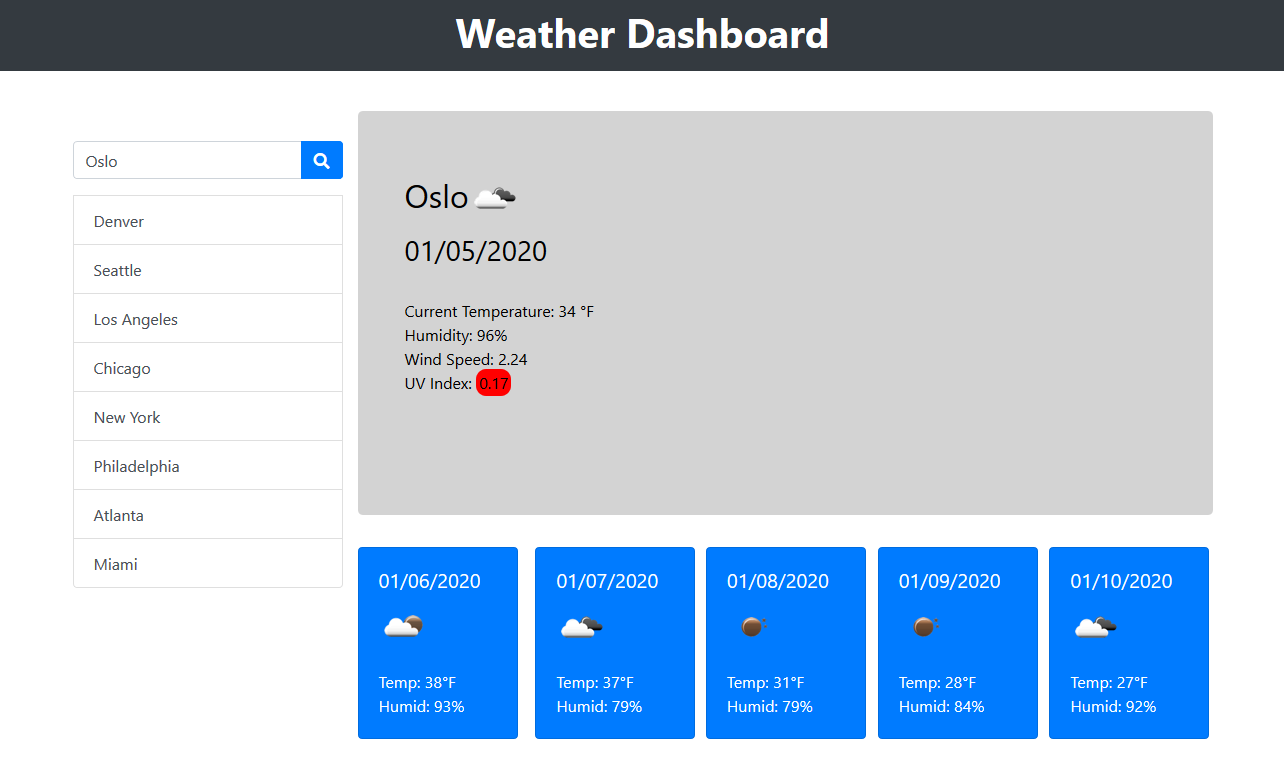 Weather Dashboard
Oslo
Denver
Seattle
Los Angeles
Chicago
New York
Philadelphia
Atlanta
Miami
Oslo
01/05/2020
Current Temperature: 34 °F
Humidity: 96%
Wind Speed: 2.24
UV Index: 0.17
01/06/2020
Temp: 38°F
Humid: 93%
01/07/2020
Temp: 37°F
Humid: 79%
01/08/2020
Temp: 31°F
Humid: 79%
01/09/2020
Temp: 28°F
Humid: 84%
01/10/2020
Temp: 27°F
Humid: 92%